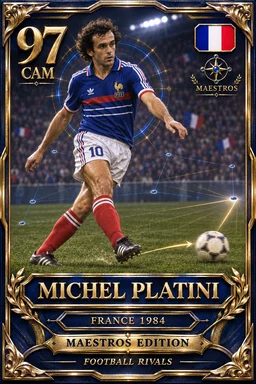 97
CAM
MAESTROS
10
MICHEL PLATINI
FRANCE 1984
MAESTROS EDITION
FOOTBALL RIVALS